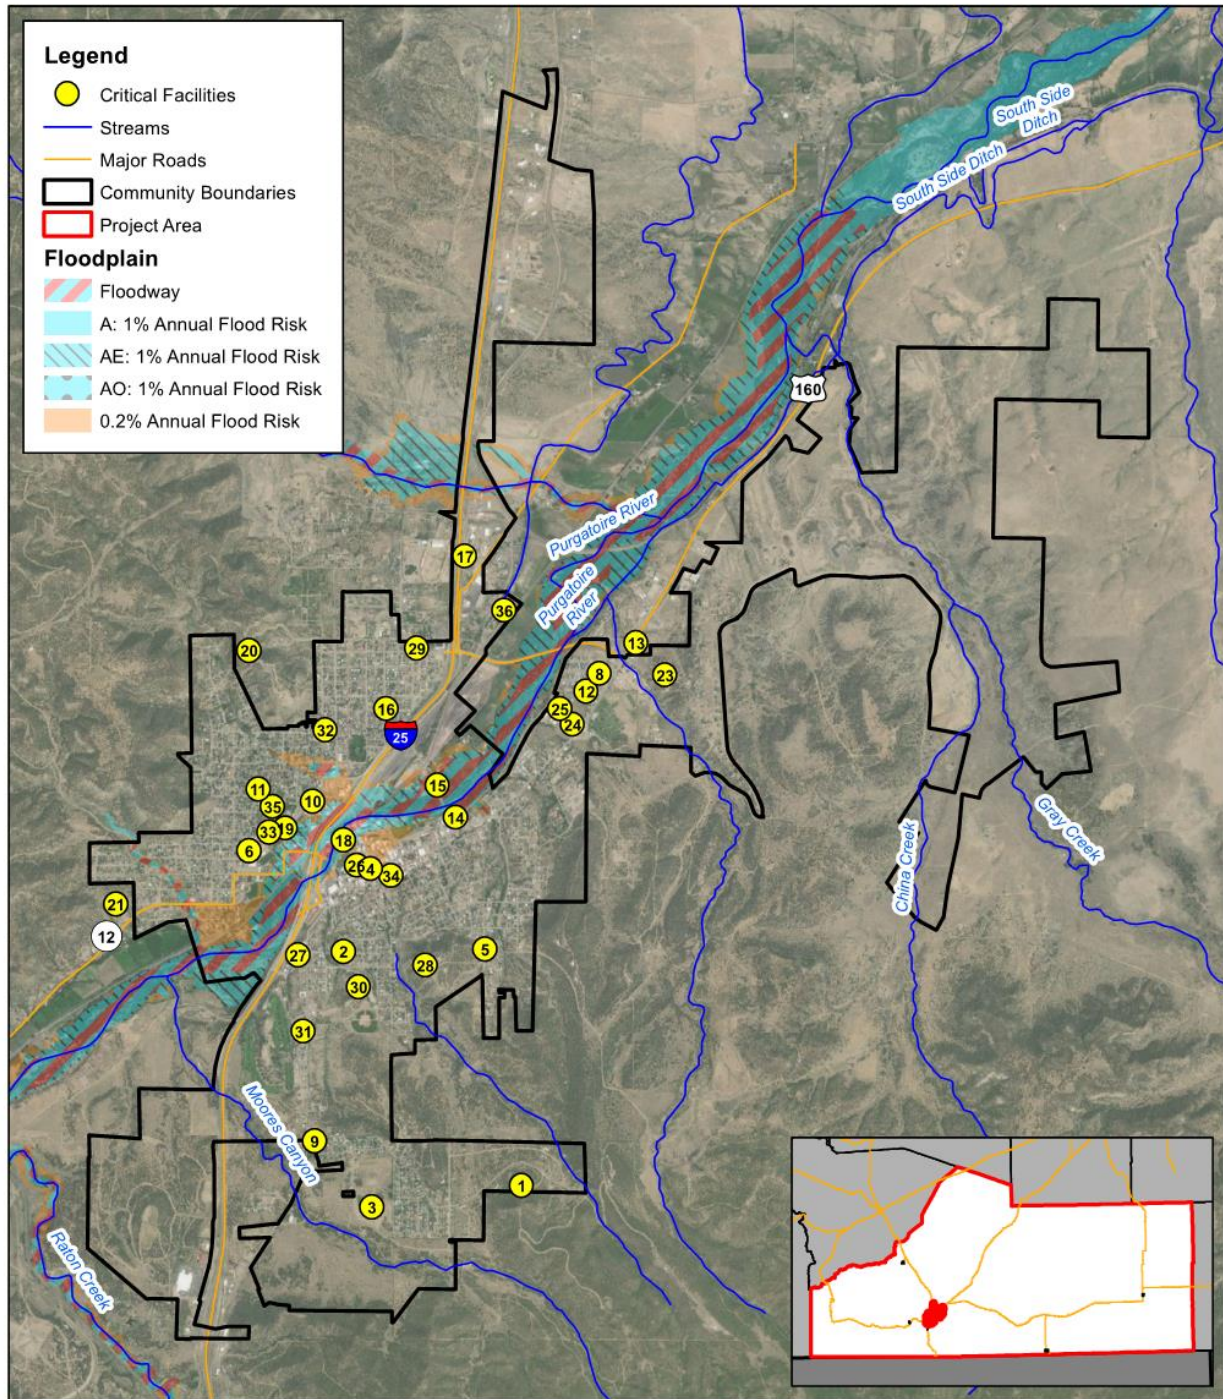 Legend
Critical Facilities
Streams
Major Roads
Community Boundaries
Project Area
Floodplain
Floodway
A: 1% Annual Flood Risk
AE: 1% Annual Flood Risk
AO: 1% Annual Flood Risk
0.2% Annual Flood Risk
South Side
Ditch
South Side Ditch
160
Purgatoire River
Purgatoire
River
17
36
13
29
20
8
23
12
25
24
16
32
25
15
11
35
10
14
19
33
18
6
26
4
34
21
12
27
2
5
28
30
31
Gray Creek
China Creek
Moores Canyon
9
1
3
Raton Creek